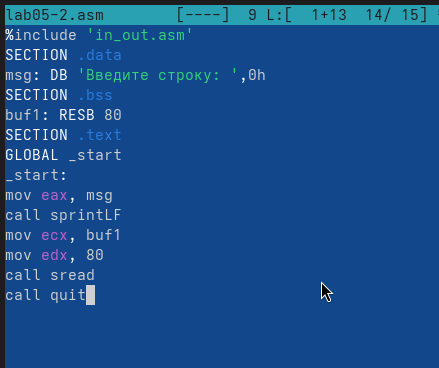 lab05-2.asm [----] 9 L:[ 1+13 14/ 15]
%include 'in_out.asm'
SECTION .data
msg: DB 'Введите строку: ',0h
SECTION .bss
buf1: RESB 80
SECTION .text
GLOBAL _start
_start:
mov eax, msg
call sprintLF
mov ecx, buf1
mov edx, 80
call sread
call quit